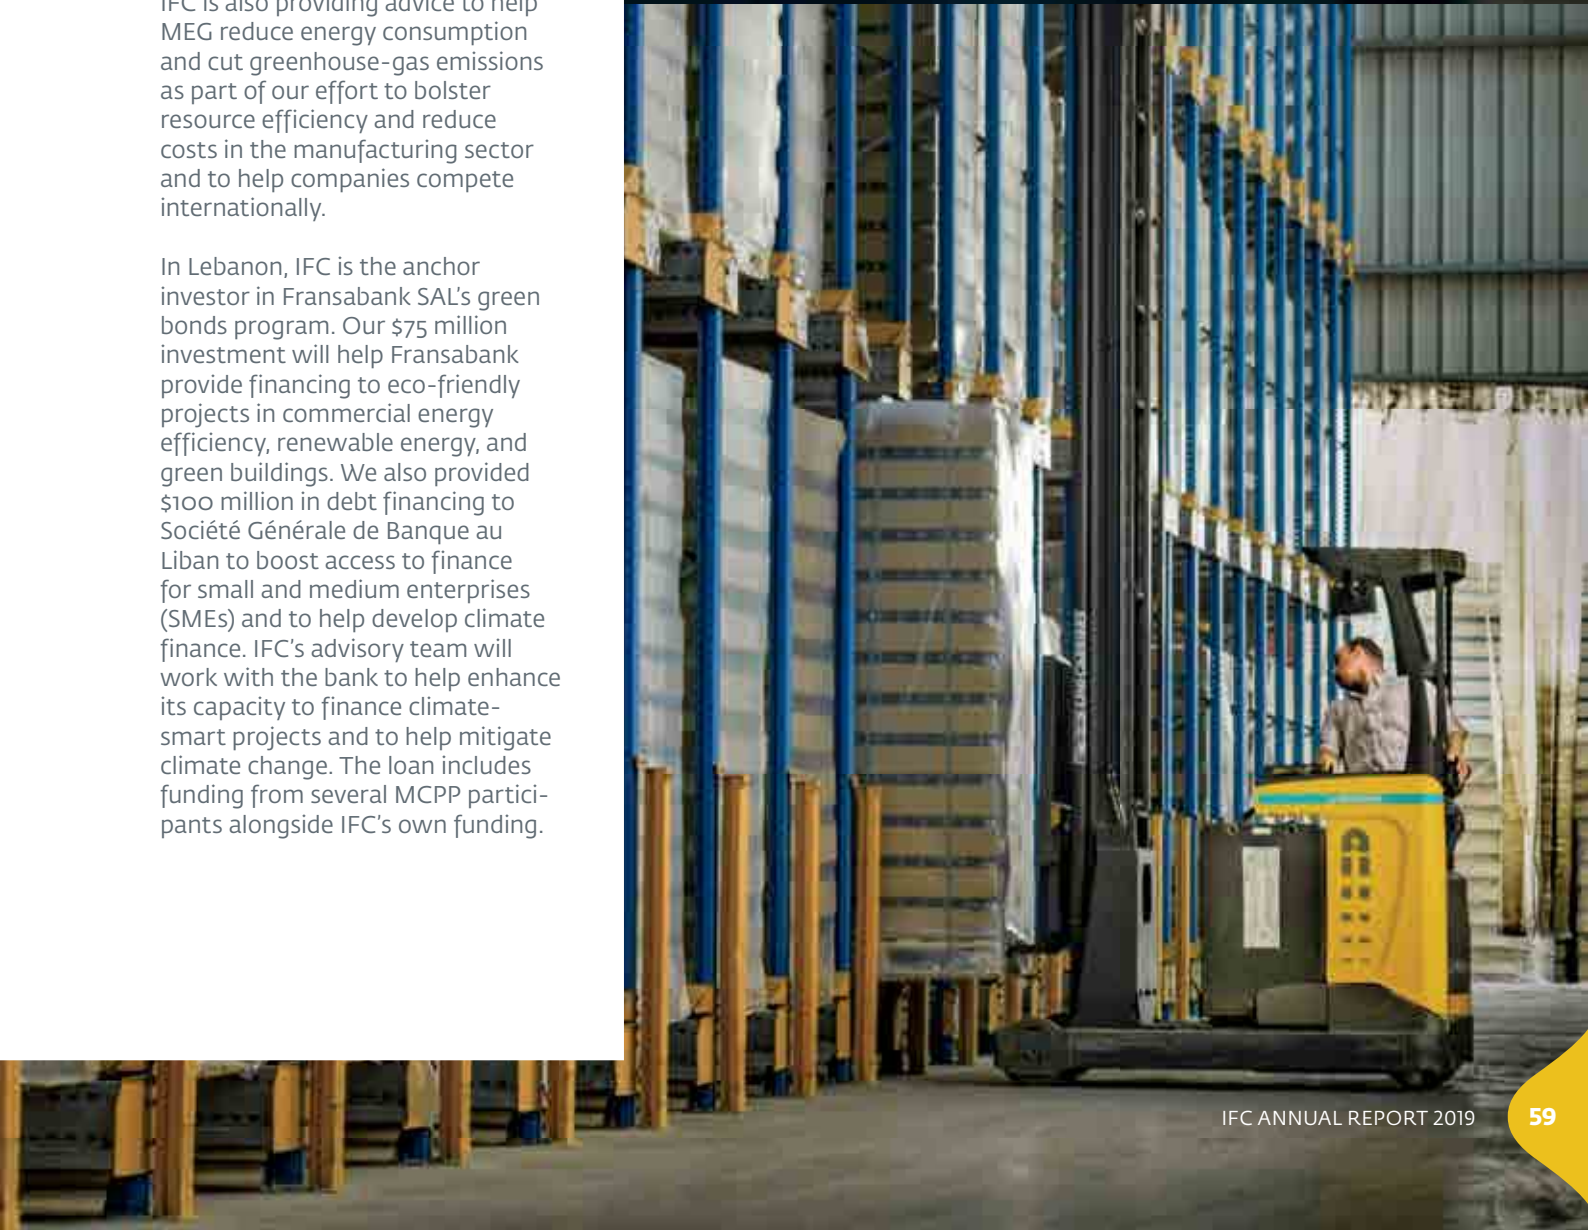 IFC is also providing advice to help
MEG reduce energy consumption
and cut greenhouse-gas emissions
as part of our effort to bolster
resource efficiency and reduce
costs in the manufacturing sector
and to help companies compete
internationally.
In Lebanon, IFC is the anchor
investor in Fransabank SAL's green
bonds program. Our $75 million
investment will help Fransabank
provide financing to eco-friendly
projects in commercial energy
efficiency, renewable energy, and
green buildings. We also provided
$100 million in debt financing to
Société Générale de Banque au
Liban to boost access to finance
for small and medium enterprises
(SMEs) and to help develop climate
finance. IFC's advisory team will
work with the bank to help enhance
its capacity to finance climate-
smart projects and to help mitigate
climate change. The loan includes
funding from several MCPP partici-
pants alongside IFC's own funding.
IFC ANNUAL REPORT 2019
59